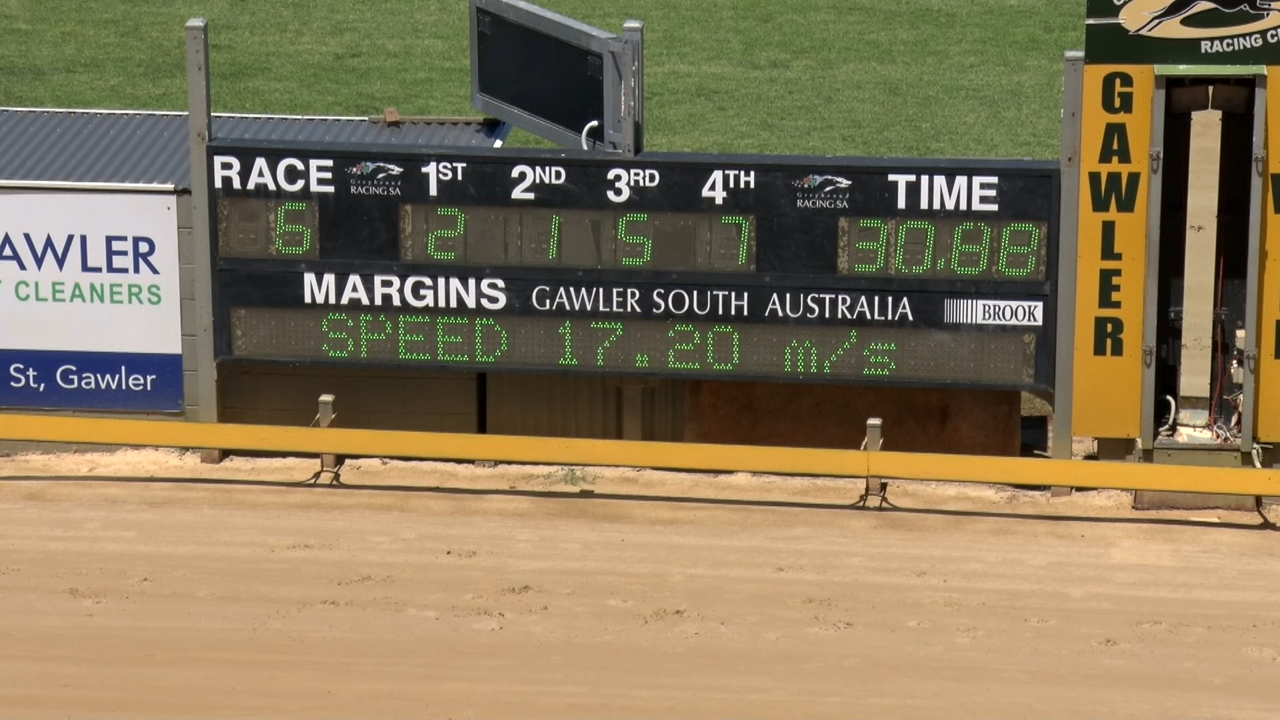 RACING C
RACE Greyhound RACING SA 1ST 2ND 3RD 4TH Greyhound RACING SA TIME
6 2 1 5 7 30.88
MARGINS GAWLER SOUTH AUSTRALIA BROOK
SPEED 17.20 m/s
AWLER
CLEANERS
St, Gawler
GAWLER